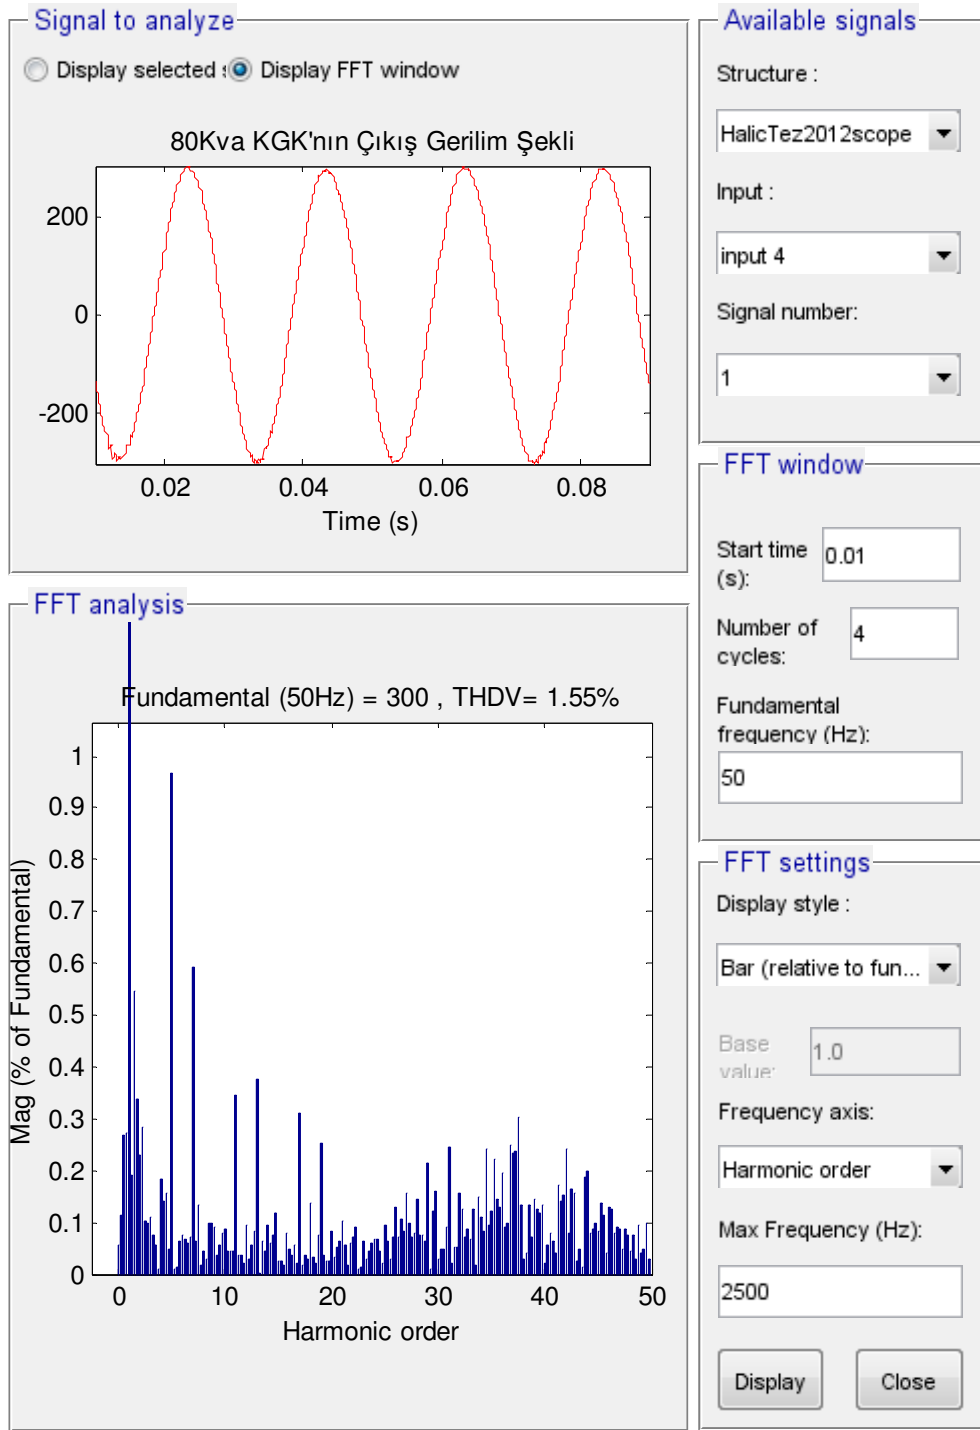 Signal to analyze
Display selected s
Display FFT window
80Kva KGK'nın Çıkış Gerilim Şekli
200
0
-200
0.02
0.04
0.06
0.08
Time (s)
FFT analysis
Fundamental (50Hz) = 300 , THDV= 1.55%
1
0.9
0.8
0.7
0.6
0.5
0.4
0.3
0.2
0.1
0
Mag (% of Fundamental)
0
10
20
30
40
50
Harmonic order
Available signals
Structure :
HalicTez2012scope
Input :
input 4
Signal number:
1
FFT window
Start time
(s):
0.01
Number of
cycles:
4
Fundamental
frequency (Hz):
50
FFT settings
Display style :
Bar (relative to fun...
Base
value:
1.0
Frequency axis:
Harmonic order
Max Frequency (Hz):
2500
Display
Close